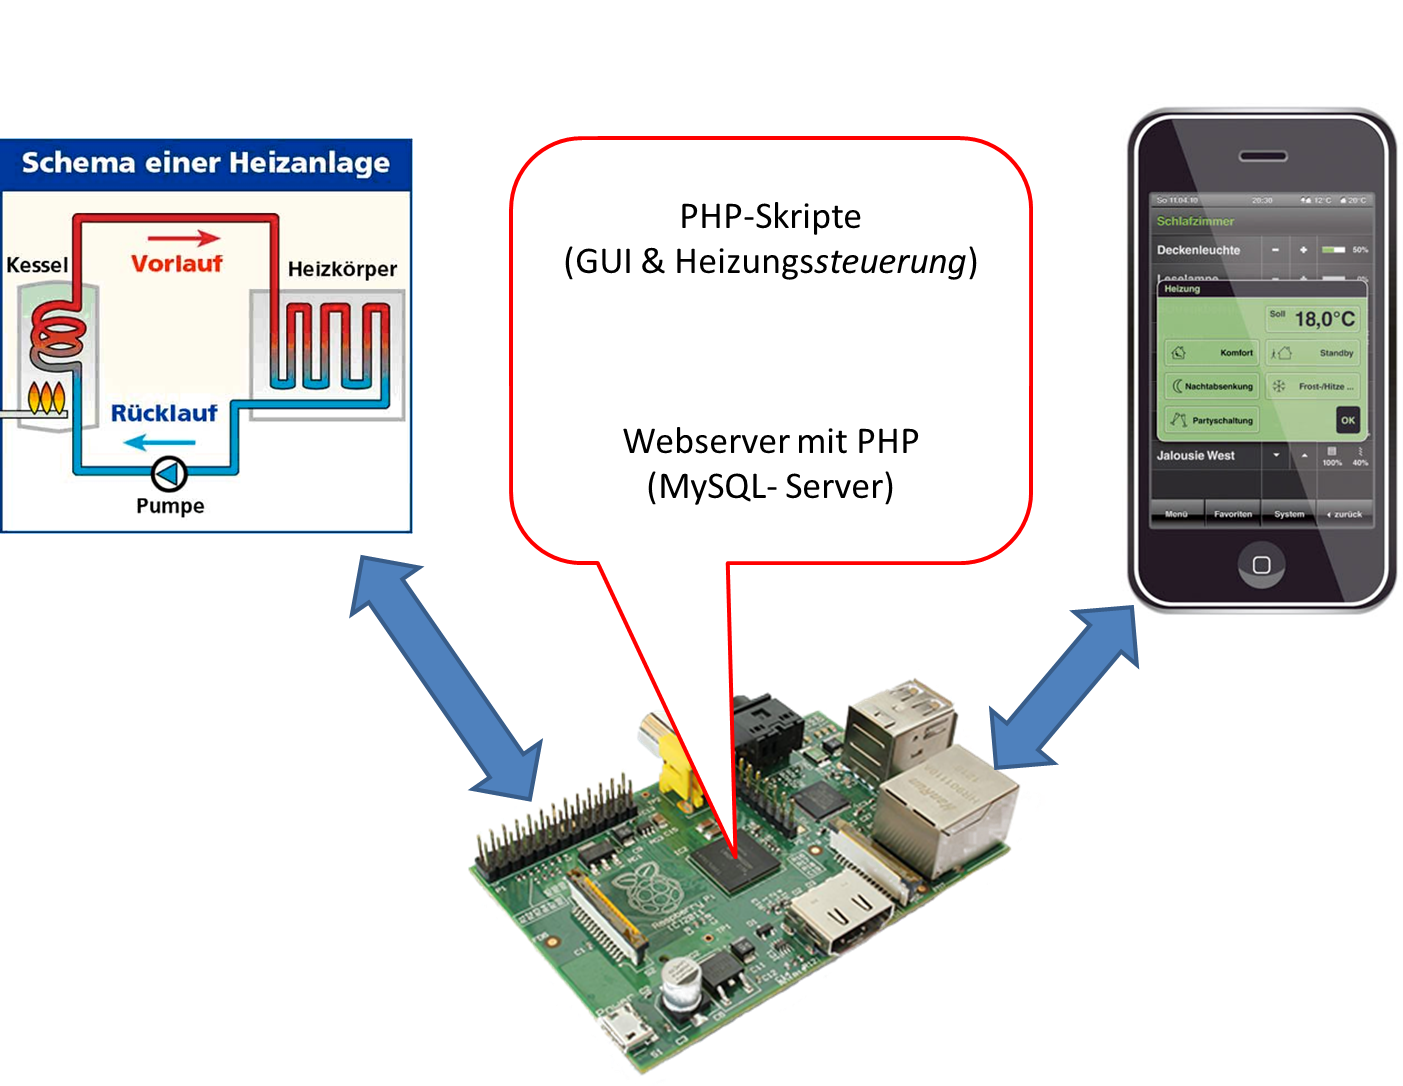 Schema einer Heizanlage
Kessel
Vorlauf
Heizkörper
Rücklauf
Pumpe
PHP-Skripte
(GUI & Heizungssteuerung)
Webserver mit PHP
(MySQL- Server)
So 11.04.10 20:30 12°C 20°C
Schlafzimmer
Deckenleuchte - + 50%
Leselampe - + 0%
Heizung
Soll 18,0°C
Komfort Standby
Nachtabsenkung Frost-/Hitze ...
Partyschaltung OK
Jalousie West 100% 40%
Menü Favoriten System zurück
Raspberry Pi